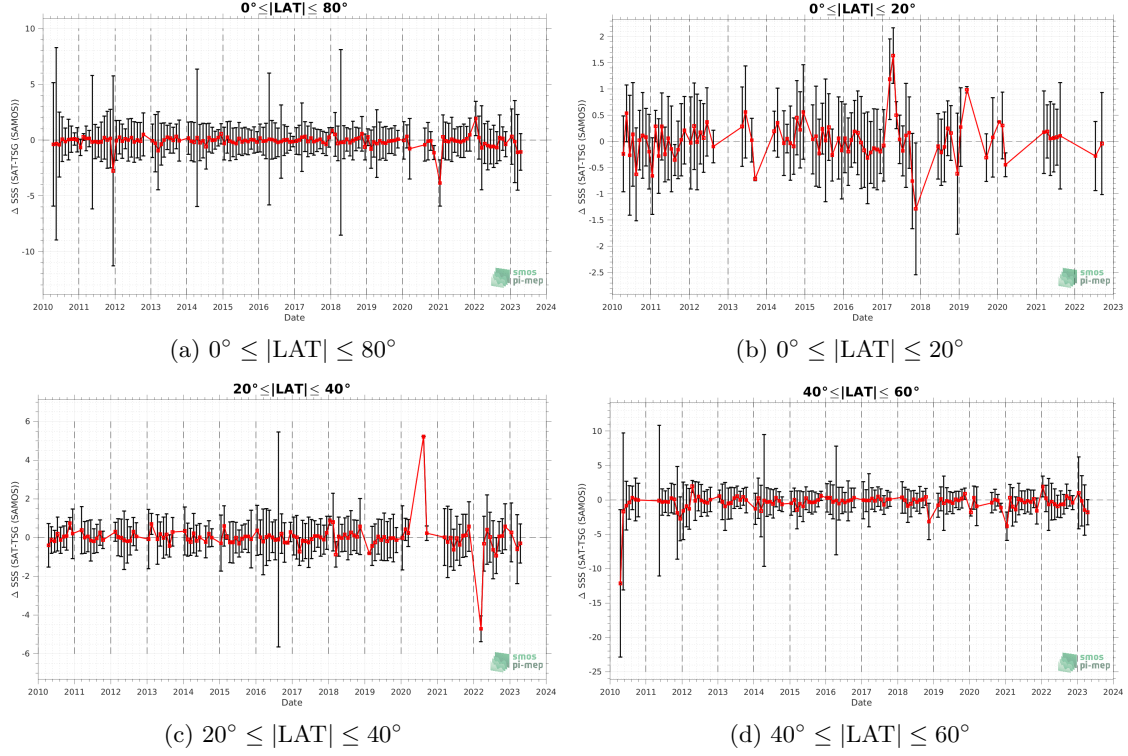 0°≤|LAT|≤ 80°
10
5
0
-5
-10
Δ SSS (SAT-TSG (SAMOS))
2010 2011 2012 2013 2014 2015 2016 2017 2018 2019 2020 2021 2022 2023 2024
Date
smos
pi-mep
(a) 0° ≤ |LAT| ≤ 80°
0°≤|LAT|≤ 20°
2
1.5
1
0.5
0
-0.5
-1
-1.5
-2
-2.5
Δ SSS (SAT-TSG (SAMOS))
2010 2011 2012 2013 2014 2015 2016 2017 2018 2019 2020 2021 2022 2023
Date
smos
pi-mep
(b) 0° ≤ |LAT| ≤ 20°
20°≤|LAT|≤ 40°
6
4
2
0
-2
-4
-6
Δ SSS (SAT-TSG (SAMOS))
2010 2011 2012 2013 2014 2015 2016 2017 2018 2019 2020 2021 2022 2023 2024
Date
smos
pi-mep
(c) 20° ≤ |LAT| ≤ 40°
40°≤|LAT|≤ 60°
10
5
0
-5
-10
-15
-20
-25
Δ SSS (SAT-TSG (SAMOS))
2010 2011 2012 2013 2014 2015 2016 2017 2018 2019 2020 2021 2022 2023 2024
Date
smos
pi-mep
(d) 40° ≤ |LAT| ≤ 60°